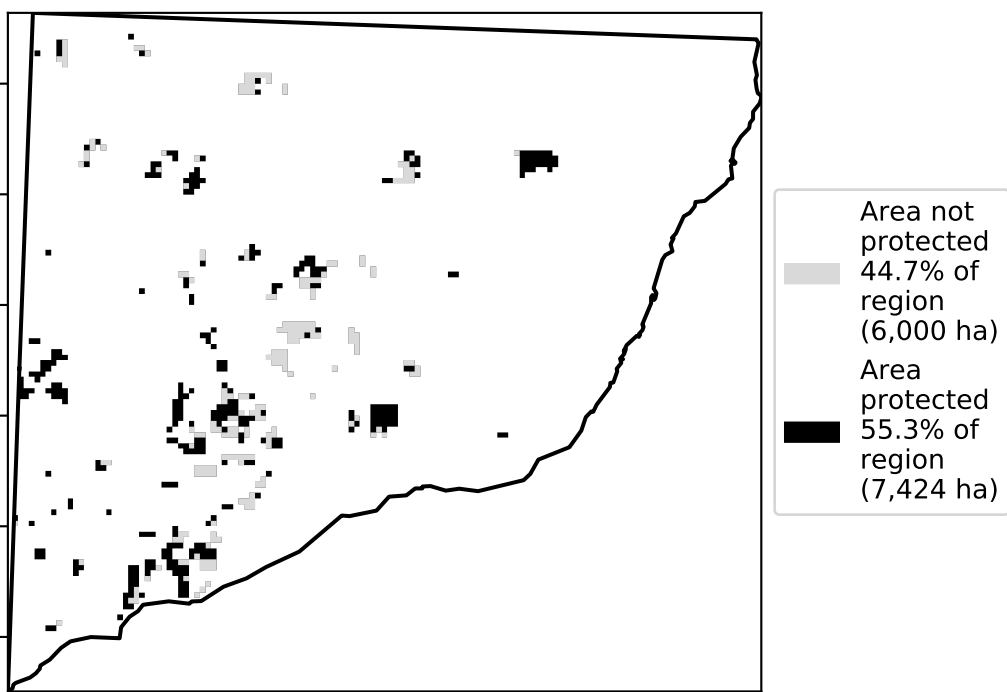 Area not
protected
44.7% of
region
(6,000 ha)
Area
protected
55.3% of
region
(7,424 ha)